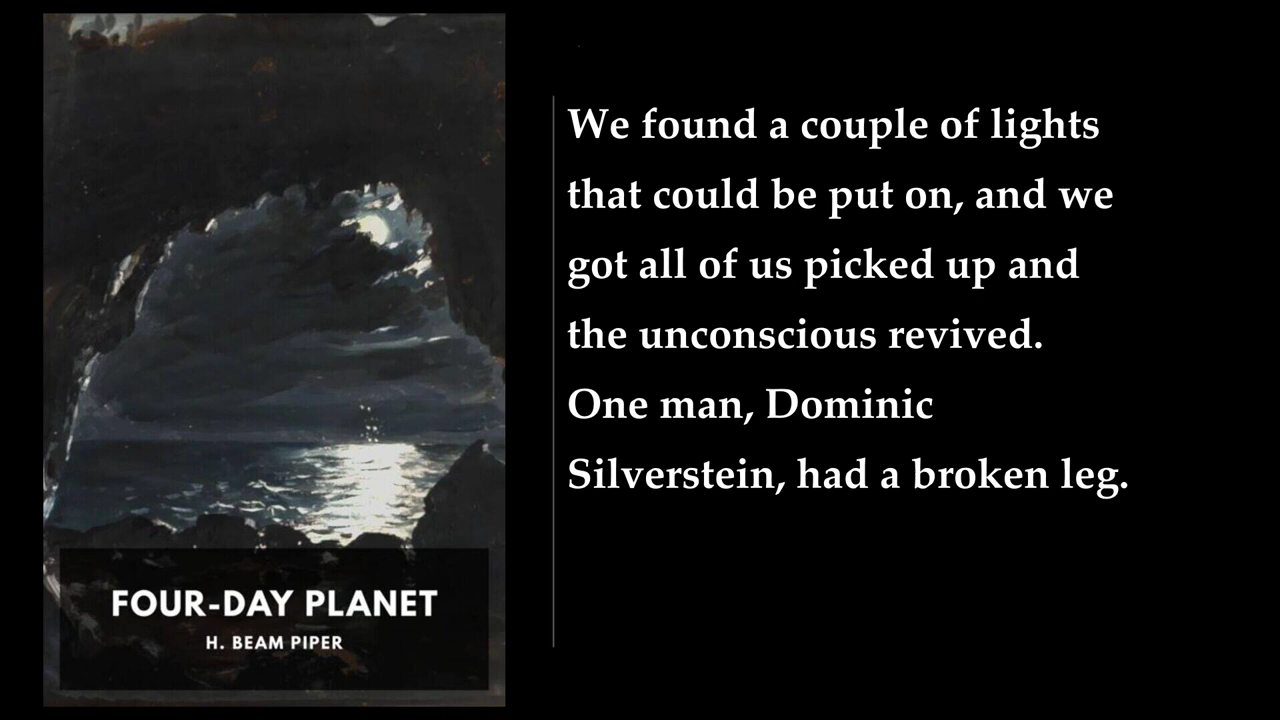 FOUR-DAY PLANET
H. BEAM PIPER
We found a couple of lights
that could be put on, and we
got all of us picked up and
the unconscious revived.
One man, Dominic
Silverstein, had a broken leg.